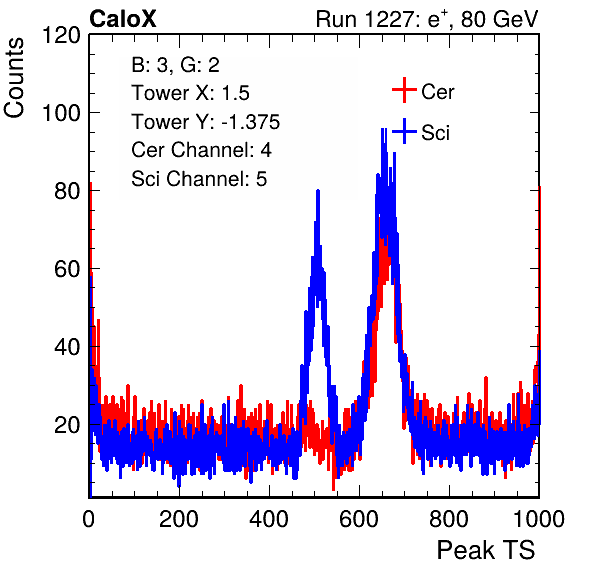 CaloX Run 1227: e⁺, 80 GeV
B: 3, G: 2
Tower X: 1.5
Tower Y: -1.375
Cer Channel: 4
Sci Channel: 5
Cer
Sci
Counts
120
100
80
60
40
20
0 200 400 600 800 1000
Peak TS